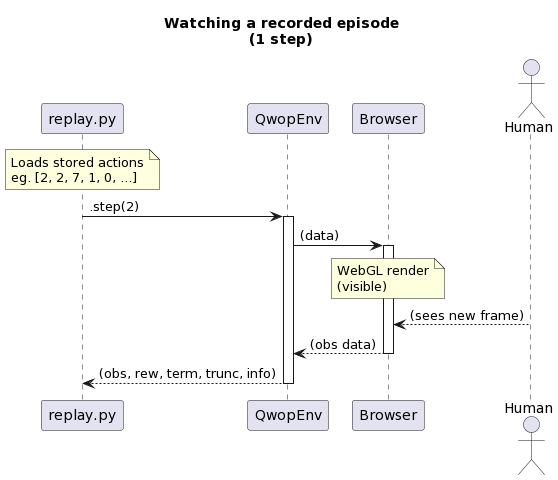 Watching a recorded episode
(1 step)
replay.py
QwopEnv
Browser
Human
Loads stored actions
eg. [2, 2, 7, 1, 0, ...]
.step(2)
(data)
WebGL render
(visible)
(sees new frame)
(obs data)
(obs, rew, term, trunc, info)
replay.py
QwopEnv
Browser
Human